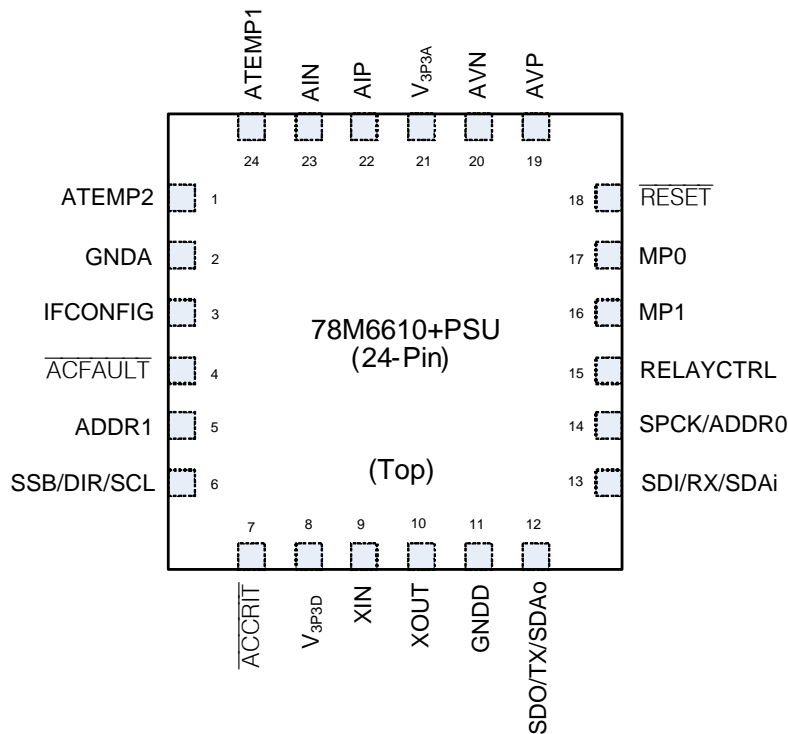 ATEMP1
AIN
AIP
V3P3A
AVN
AVP
24
23
22
21
20
19
ATEMP2
1
18
RESET
GNDA
2
17
MP0
IFCONFIG
3
16
MP1
78M6610+PSU
(24-Pin)
ACFAULT
4
15
RELAYCTRL
ADDR1
5
14
SPCK/ADDR0
SSB/DIR/SCL
6
(Top)
13
SDI/RX/SDAi
7
8
9
10
11
12
ACCRIT
V3P3D
XIN
XOUT
GNDD
SDO/TX/SDAo